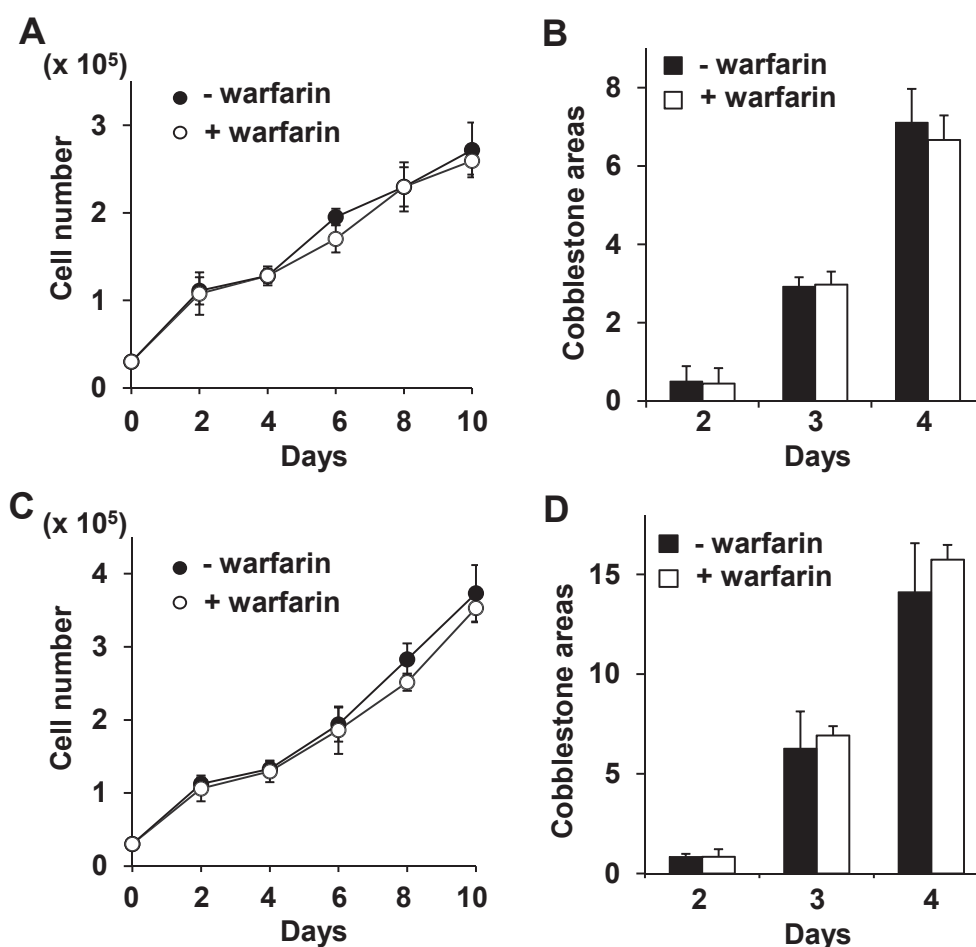 A
(x 10⁵)
- warfarin
+ warfarin
Cell number
3
2
1
0
0 2 4 6 8 10
Days
B
- warfarin
+ warfarin
Cobblestone areas
8
6
4
2
0
2 3 4
Days
C
(x 10⁵)
- warfarin
+ warfarin
Cell number
4
3
2
1
0
0 2 4 6 8 10
Days
D
- warfarin
+ warfarin
Cobblestone areas
15
10
5
0
2 3 4
Days